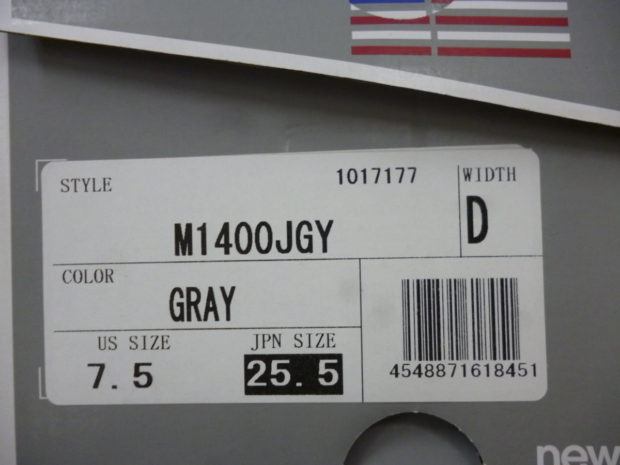 STYLE 1017177 WIDTH
M1400JGY D
COLOR
GRAY
US SIZE JPN SIZE
7.5 25.5
4548871618451
new